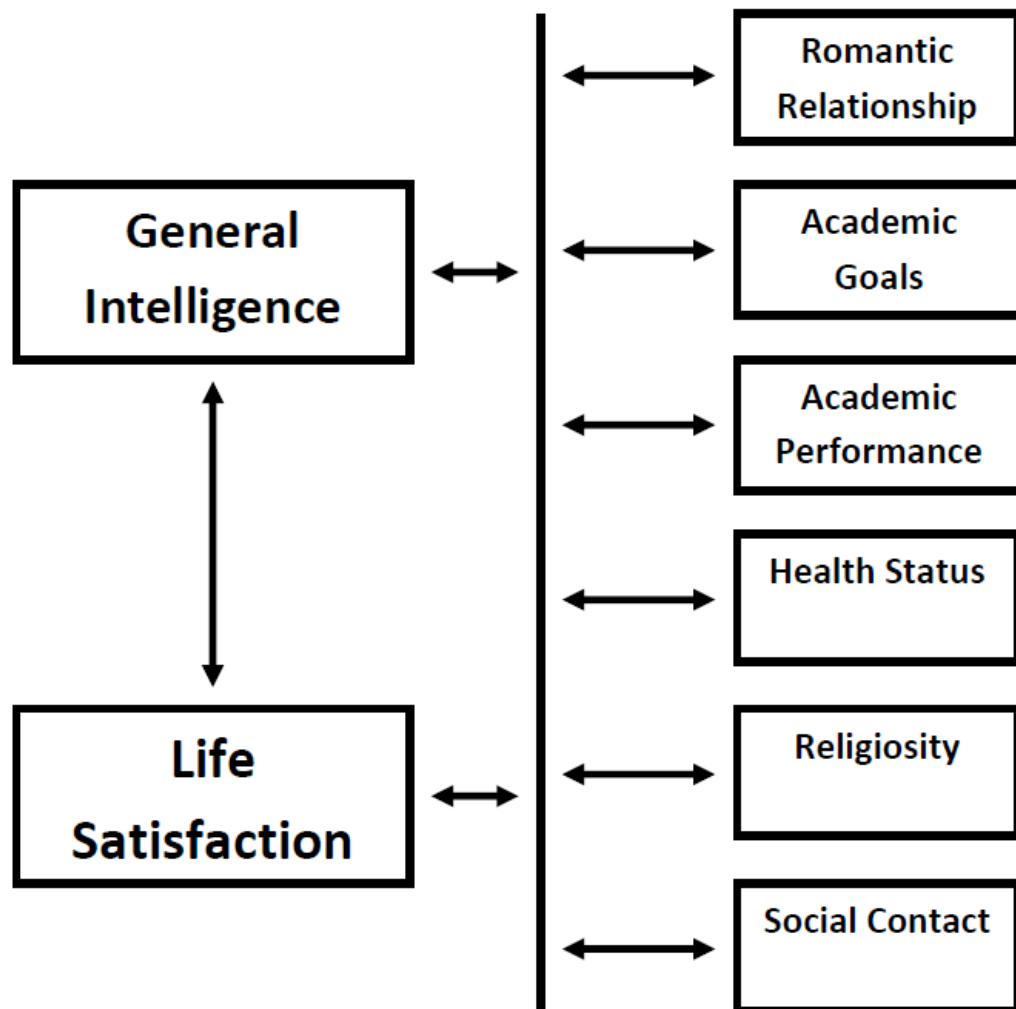 Romantic
Relationship
General
Intelligence
Academic
Goals
Academic
Performance
Health Status
Life
Satisfaction
Religiosity
Social Contact